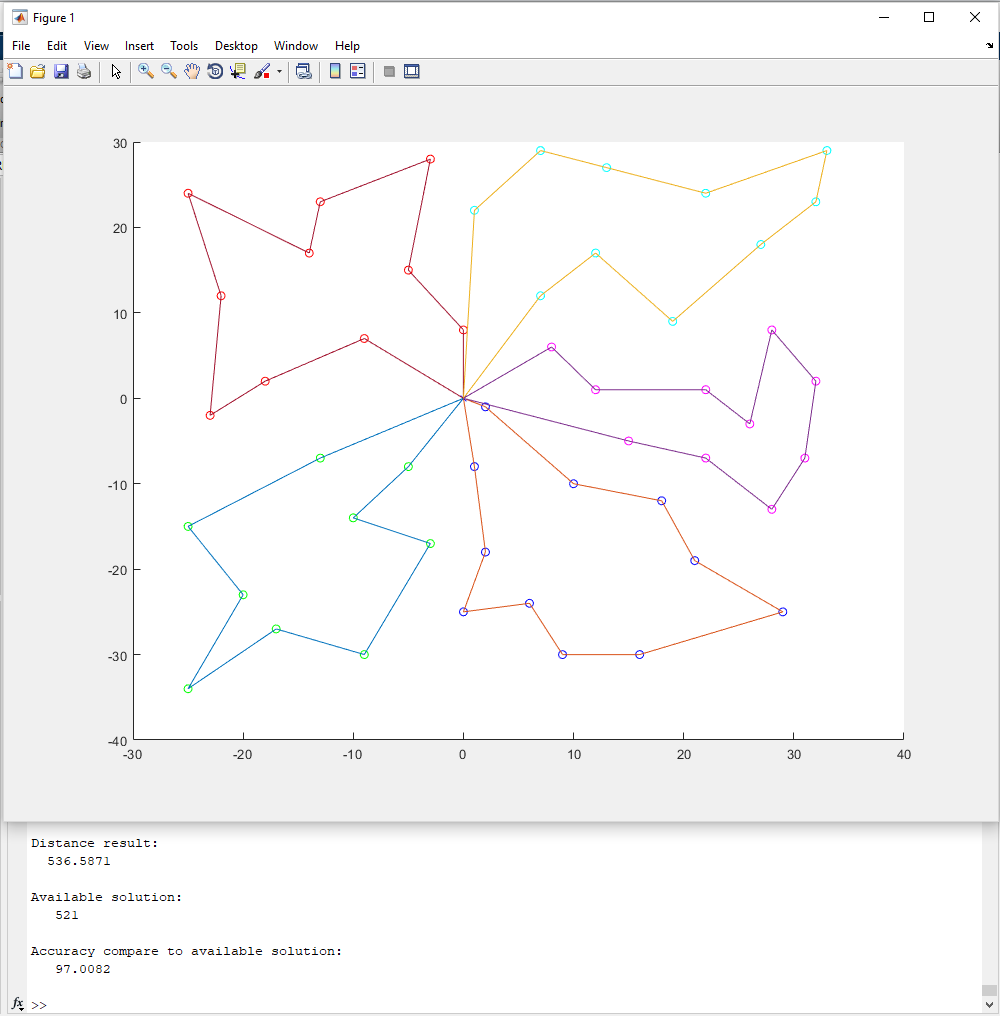 Figure 1
File Edit View Insert Tools Desktop Window Help
30
20
10
0
-10
-20
-30
-40
-30 -20 -10 0 10 20 30 40
Distance result:
536.5871
Available solution:
521
Accuracy compare to available solution:
97.0082
fx >>